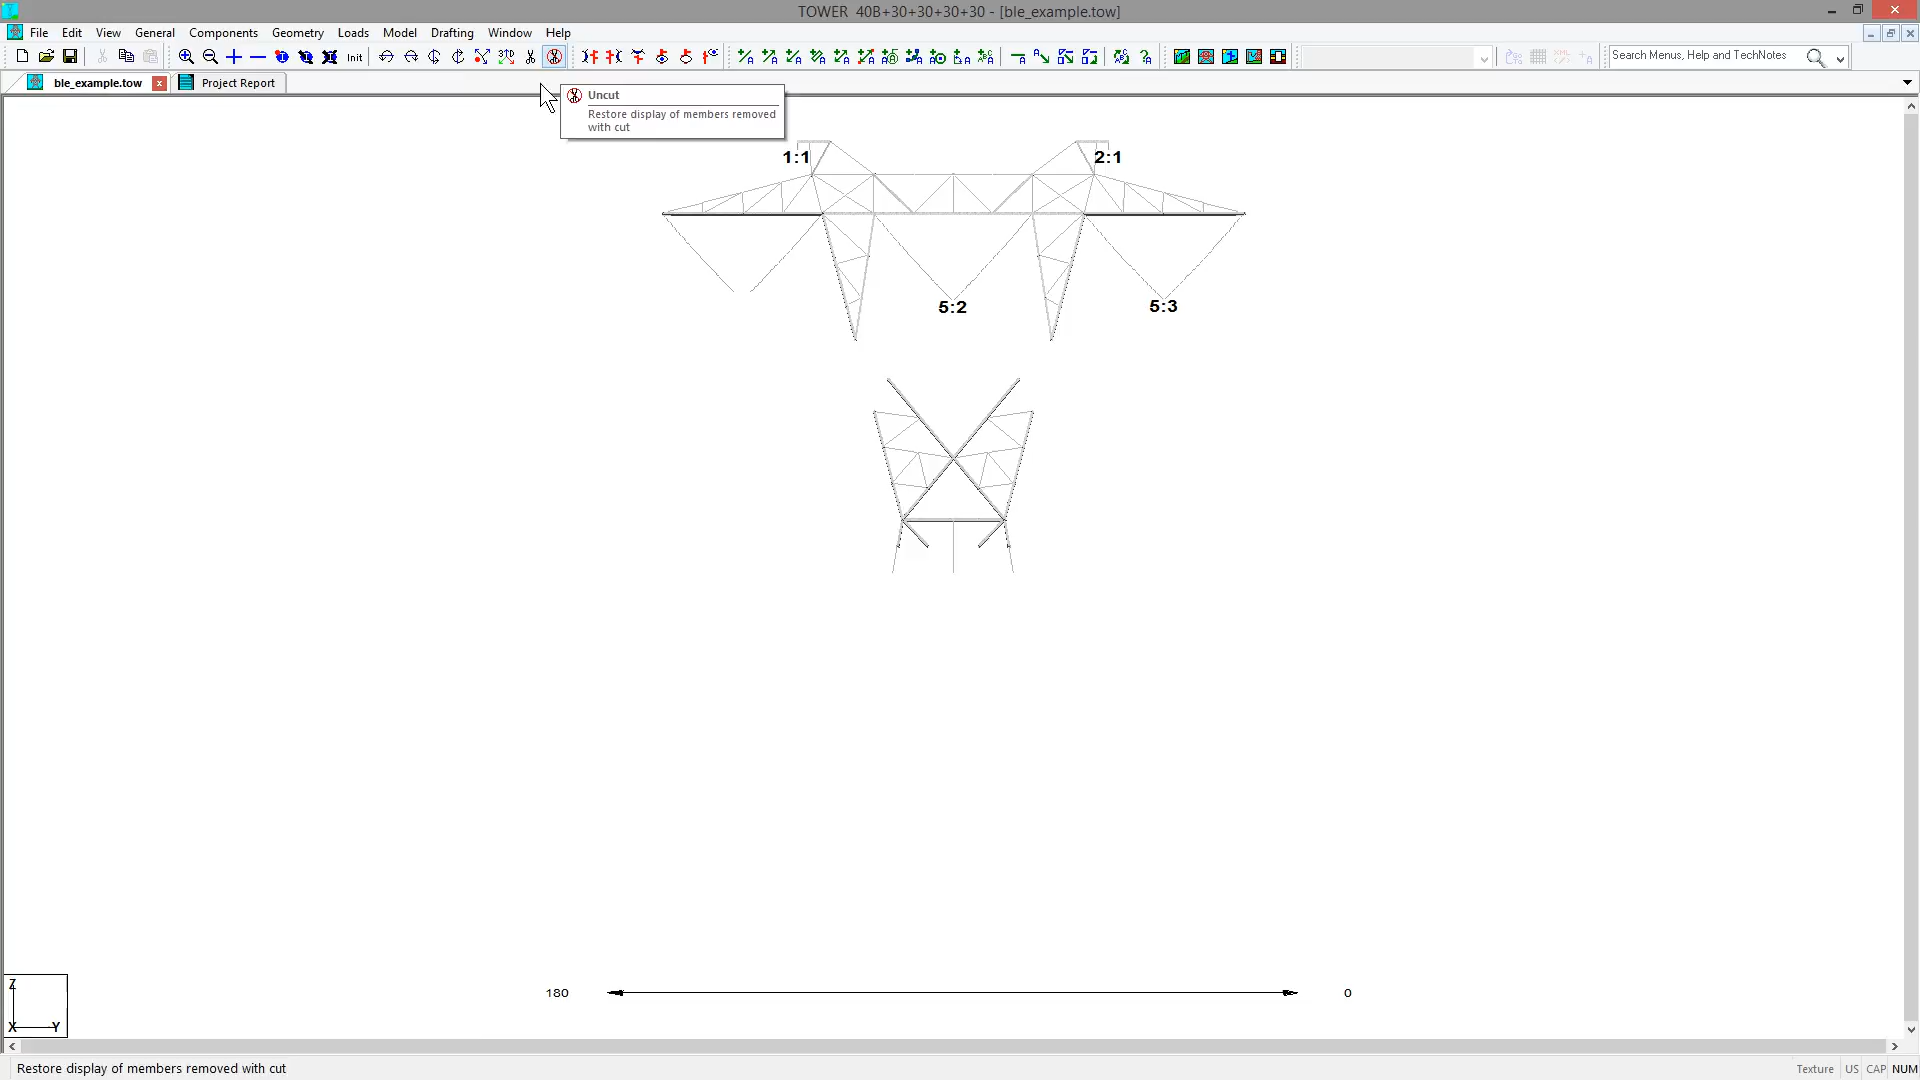 TOWER 40B+30+30+30+30 - [ble_example.tow]
File Edit View General Components Geometry Loads Model Drafting Window Help
Init
Search Menus, Help and TechNotes
ble_example.tow
Project Report
Uncut
Restore display of members removed
with cut
1:1
2:1
5:2
5:3
180
0
Z
X
Y
Restore display of members removed with cut
Texture US CAP NUM